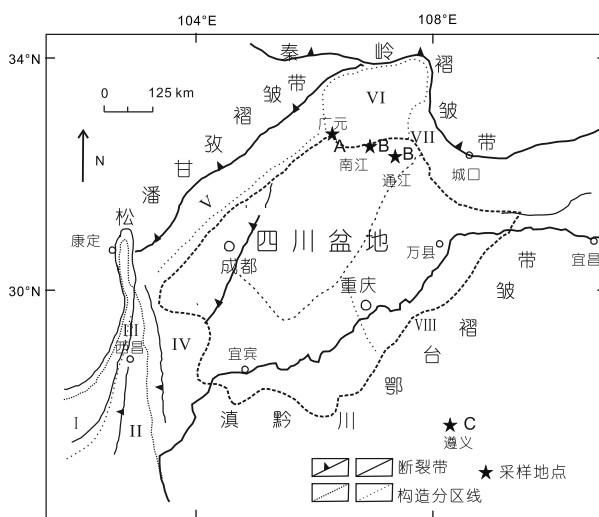 104°E 108°E
34°N
0 125 km
N
秦 岭 褶 皱 带
松 潘 甘 孜 褶 皱 带
VI
VII
广元
A
B
南江
B
通江
城口
V
康定
四川盆地
成都
万县
宜昌
重庆
30°N
III
西昌
IV
宜宾
VIII
I
II
滇 黔 川 鄂 台 褶 皱 带
C
遵义
断裂带
采样地点
构造分区线